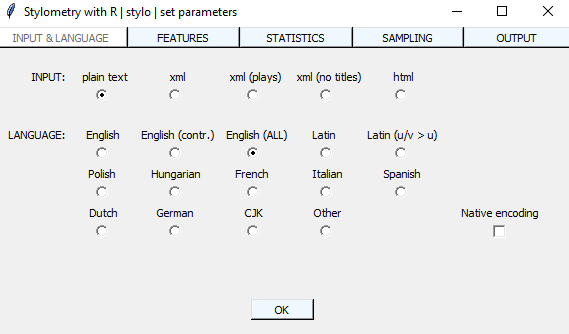 Stylometry with R | stylo | set parameters
INPUT & LANGUAGE FEATURES STATISTICS SAMPLING OUTPUT
INPUT: plain text xml xml (plays) xml (no titles) html
LANGUAGE: English English (contr.) English (ALL) Latin Latin (u/v > u)
Polish Hungarian French Italian Spanish
Dutch German CJK Other Native encoding
OK